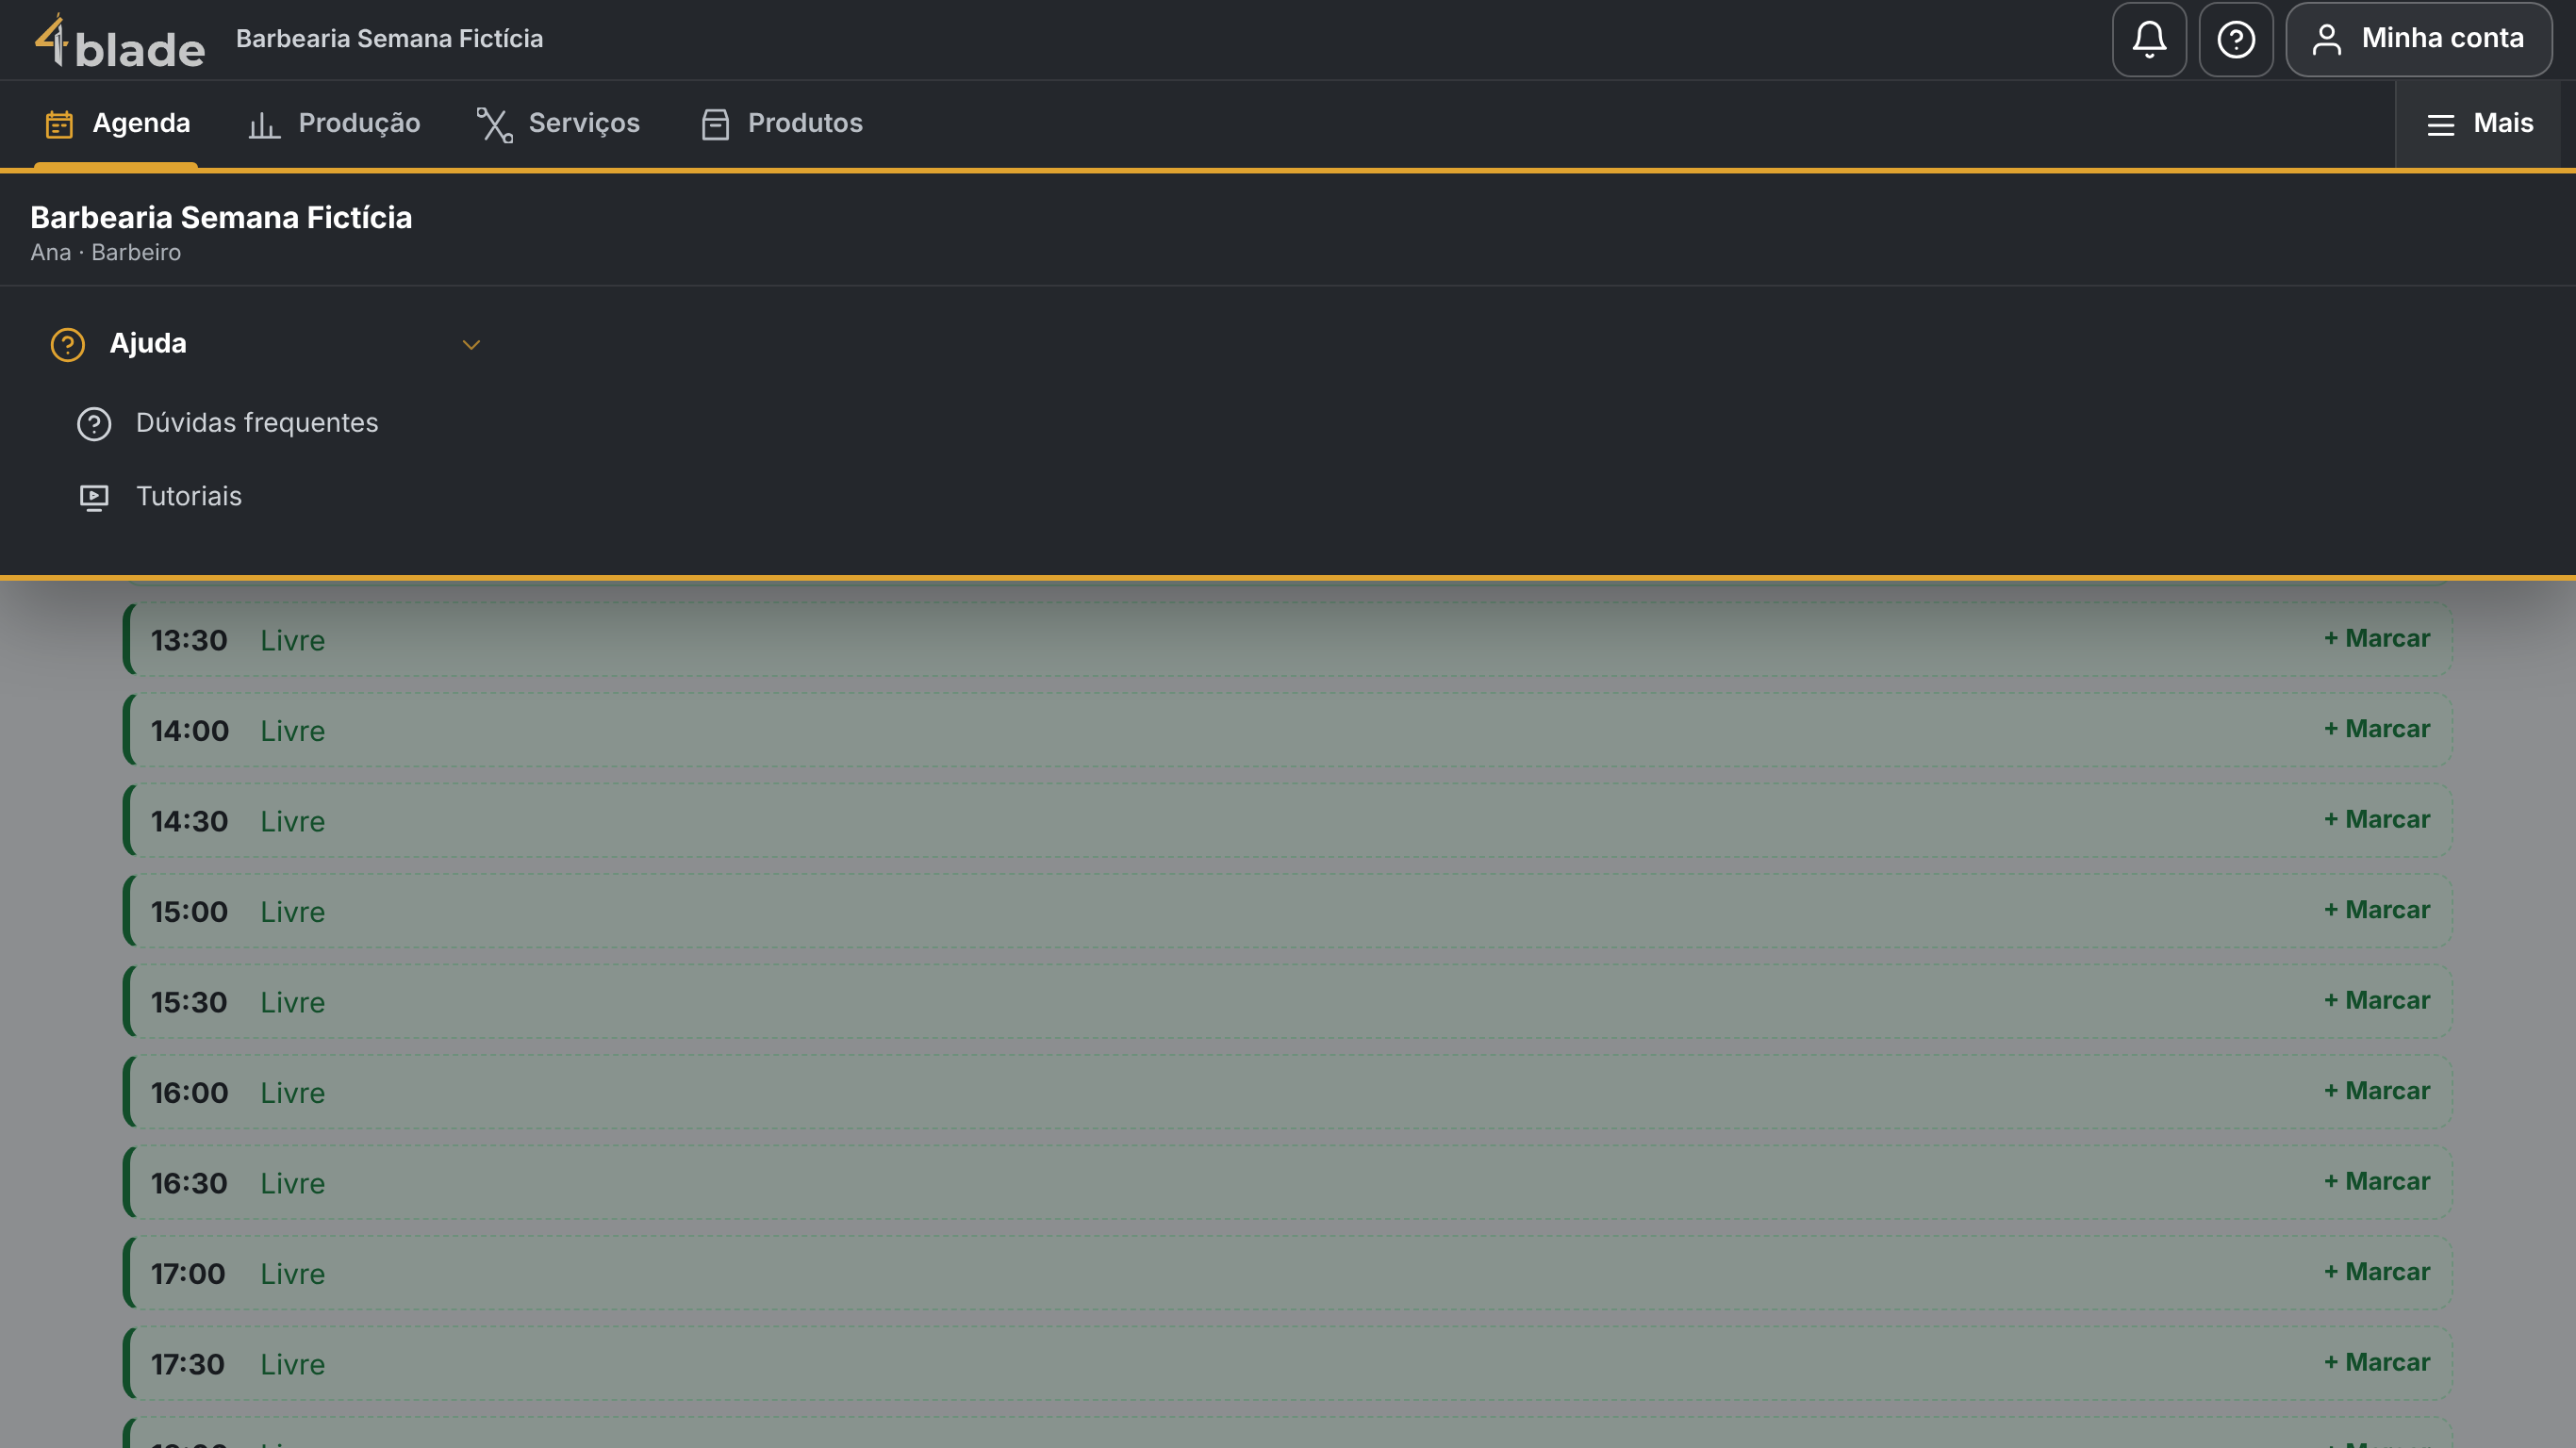 4blade Barbearia Semana Fictícia Minha conta
Agenda Produção Serviços Produtos Mais
Barbearia Semana Fictícia
Ana · Barbeiro
Ajuda
Dúvidas frequentes
Tutoriais
13:30 Livre + Marcar
14:00 Livre + Marcar
14:30 Livre + Marcar
15:00 Livre + Marcar
15:30 Livre + Marcar
16:00 Livre + Marcar
16:30 Livre + Marcar
17:00 Livre + Marcar
17:30 Livre + Marcar